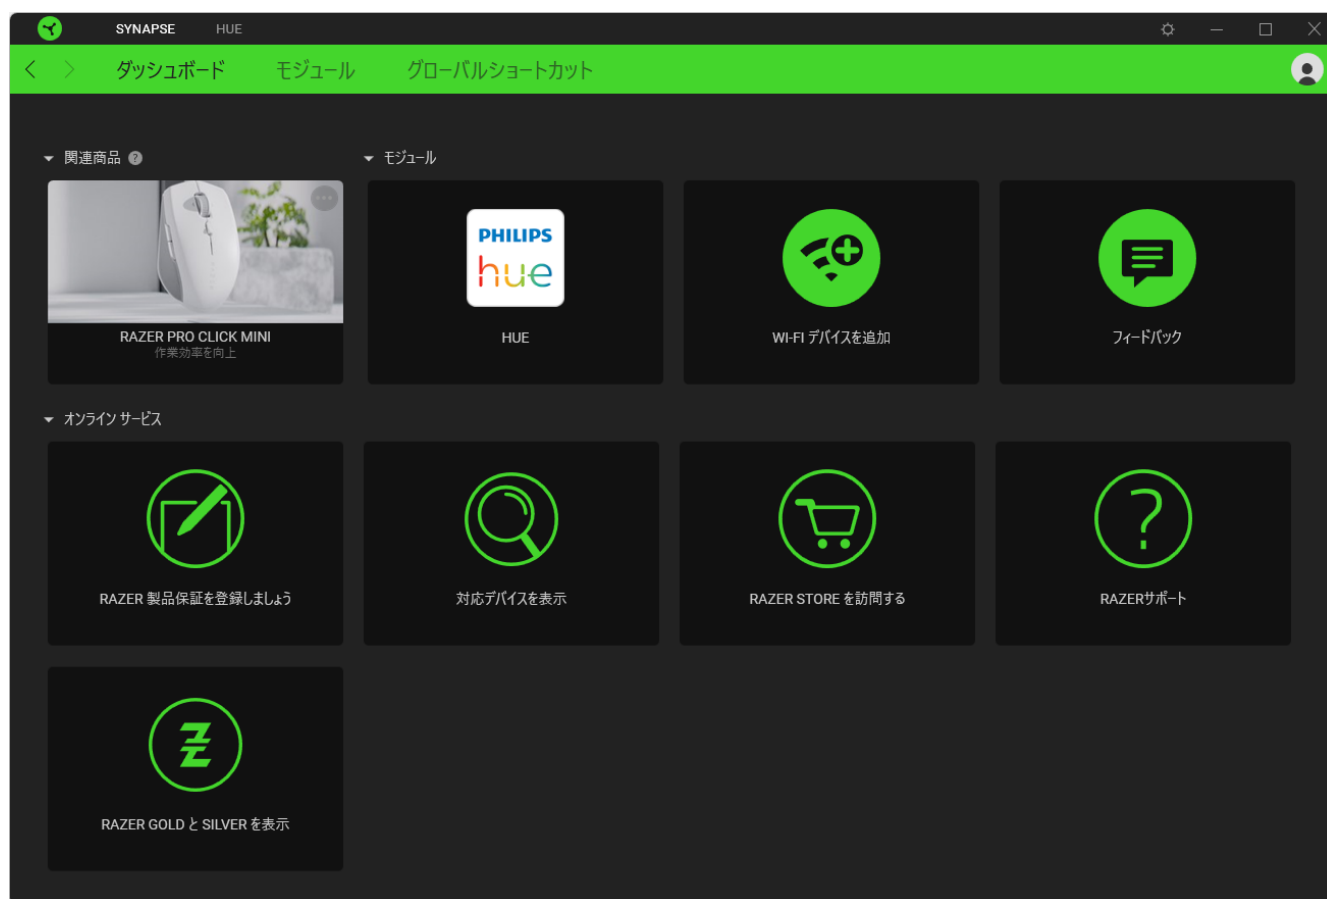 SYNAPSE HUE
ダッシュボード モジュール グローバルショートカット
関連商品 ?
モジュール
PHILIPS
hue
RAZER PRO CLICK MINI
作業効率を向上
HUE
WI-FI デバイスを追加
フィードバック
オンライン サービス
RAZER 製品保証を登録しましょう
対応デバイスを表示
RAZER STORE を訪問する
RAZERサポート
RAZER GOLD と SILVER を表示